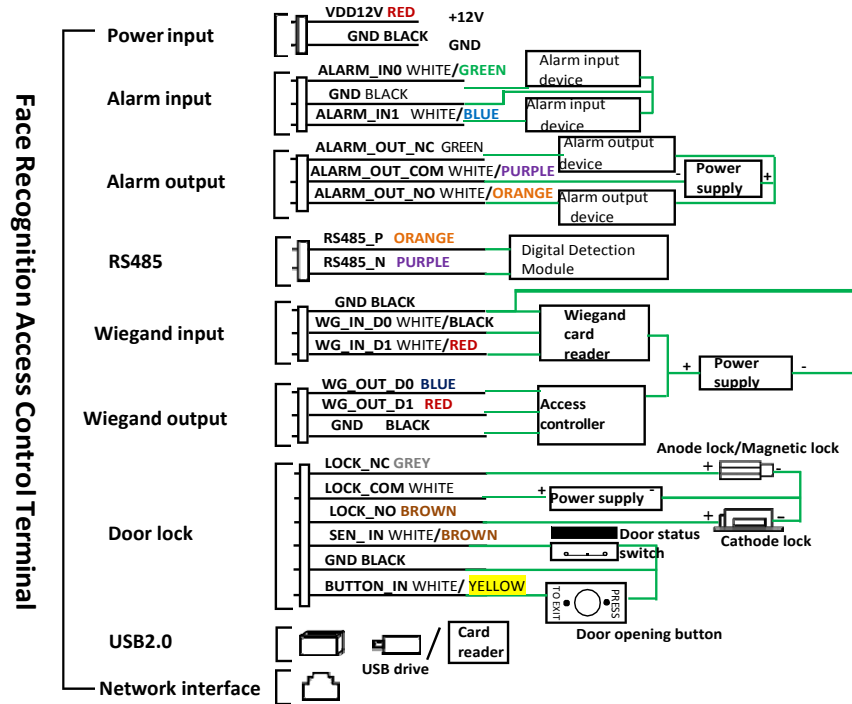 Face Recognition Access Control Terminal
Power input
VDD12V RED
+12V
GND BLACK
GND
Alarm input
ALARM_IN0 WHITE/GREEN
GND BLACK
ALARM_IN1 WHITE/BLUE
Alarm input
device
Alarm input
device
Alarm output
ALARM_OUT_NC GREEN
ALARM_OUT_COM WHITE/PURPLE
ALARM_OUT_NO WHITE/ORANGE
Alarm output
device
-
Power
supply
+
Alarm output
device
RS485
RS485_P ORANGE
RS485_N PURPLE
Digital Detection
Module
Wiegand input
GND BLACK
WG_IN_D0 WHITE/BLACK
WG_IN_D1 WHITE/RED
Wiegand
card
reader
+
Power
supply
-
Wiegand output
WG_OUT_D0 BLUE
WG_OUT_D1 RED
GND BLACK
Access
controller
Door lock
LOCK_NC GREY
LOCK_COM WHITE
LOCK_NO BROWN
SEN_IN WHITE/BROWN
GND BLACK
BUTTON_IN WHITE/ YELLOW
Anode lock/Magnetic lock
+ -
+ Power supply -
+ -
Cathode lock
Door status
switch
TO EXIT
PRESS
Door opening button
USB2.0
USB drive
/
Card
reader
Network interface